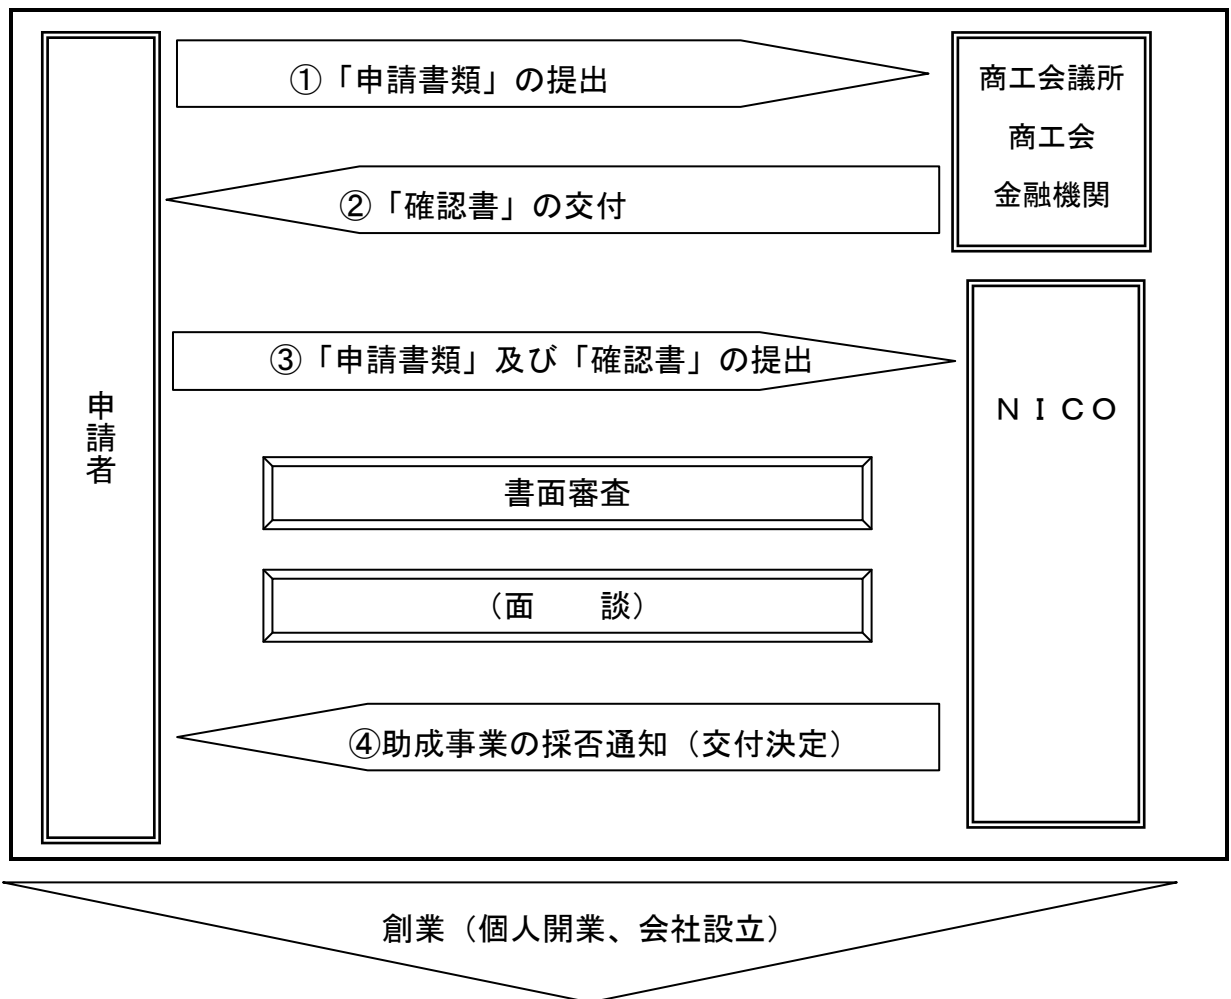 ①「申請書類」の提出
商工会議所
商工会
金融機関
②「確認書」の交付
③「申請書類」及び「確認書」の提出
申請者
ＮＩＣＯ
書面審査
（面　　談）
④助成事業の採否通知（交付決定）
創業（個人開業、会社設立）